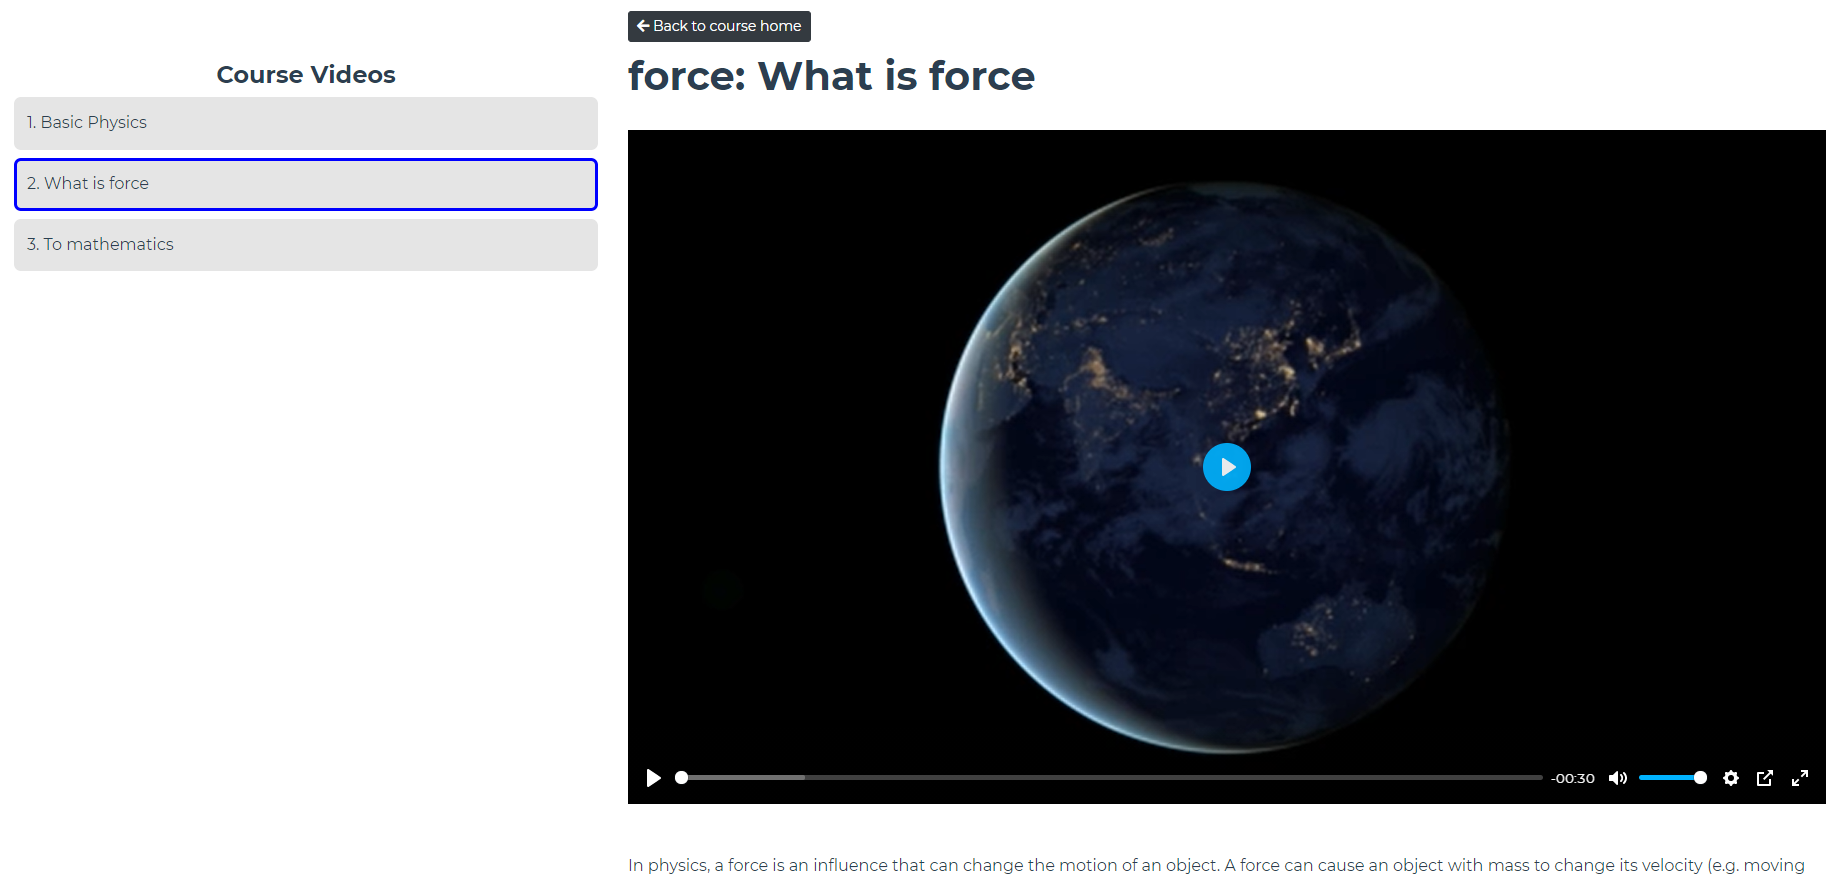 Back to course home
Course Videos
1. Basic Physics
2. What is force
3. To mathematics
force: What is force
-00:30
In physics, a force is an influence that can change the motion of an object. A force can cause an object with mass to change its velocity (e.g. moving